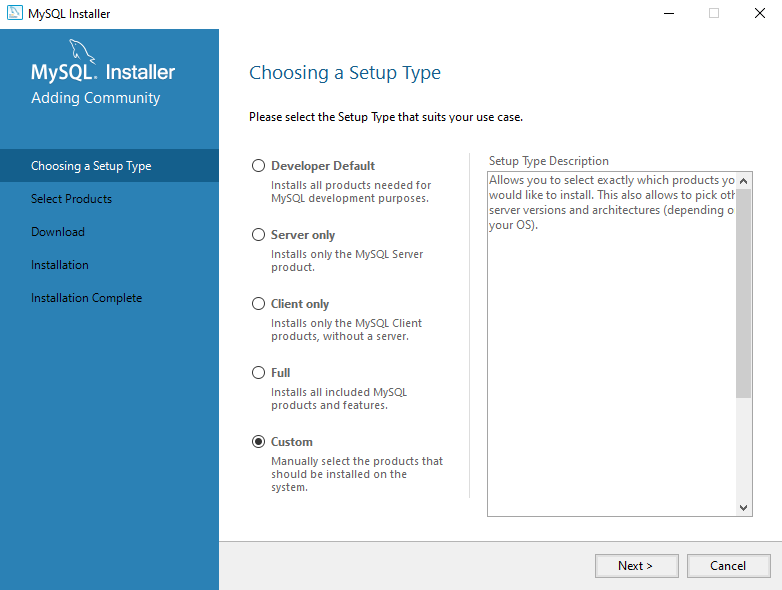 MySQL Installer
MySQL. Installer
Adding Community
Choosing a Setup Type
Select Products
Download
Installation
Installation Complete
Choosing a Setup Type
Please select the Setup Type that suits your use case.
Developer Default
Installs all products needed for
MySQL development purposes.
Server only
Installs only the MySQL Server
product.
Client only
Installs only the MySQL Client
products, without a server.
Full
Installs all included MySQL
products and features.
Custom
Manually select the products that
should be installed on the
system.
Setup Type Description
Allows you to select exactly which products yo
would like to install. This also allows to pick oth
server versions and architectures (depending o
your OS).
Next >
Cancel